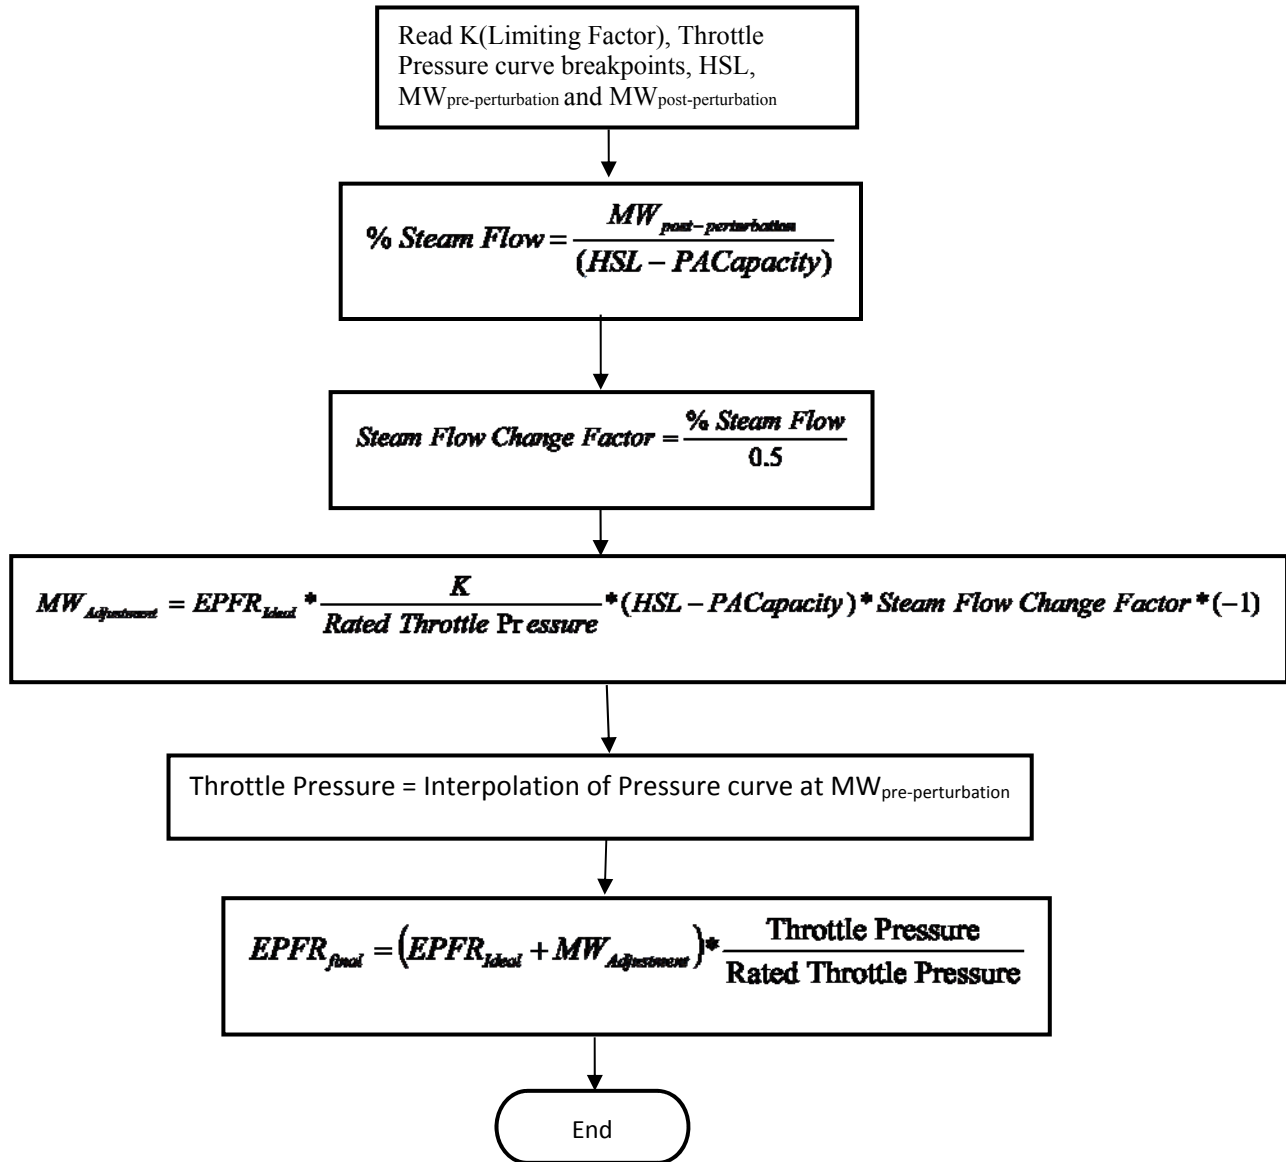 Read K(Limiting Factor), Throttle
Pressure curve breakpoints, HSL,
MWpre-perturbation and MWpost-perturbation
% Steam Flow = MWpost-perturbation / (HSL − PACapacity)
Steam Flow Change Factor = % Steam Flow / 0.5
MWAdjustment = EPFRIdeal * K / Rated Throttle Pr essure * (HSL − PACapacity) * Steam Flow Change Factor * (−1)
Throttle Pressure = Interpolation of Pressure curve at MWpre-perturbation
EPFRfinal = (EPFRIdeal + MWAdjustment) * Throttle Pressure / Rated Throttle Pressure
End